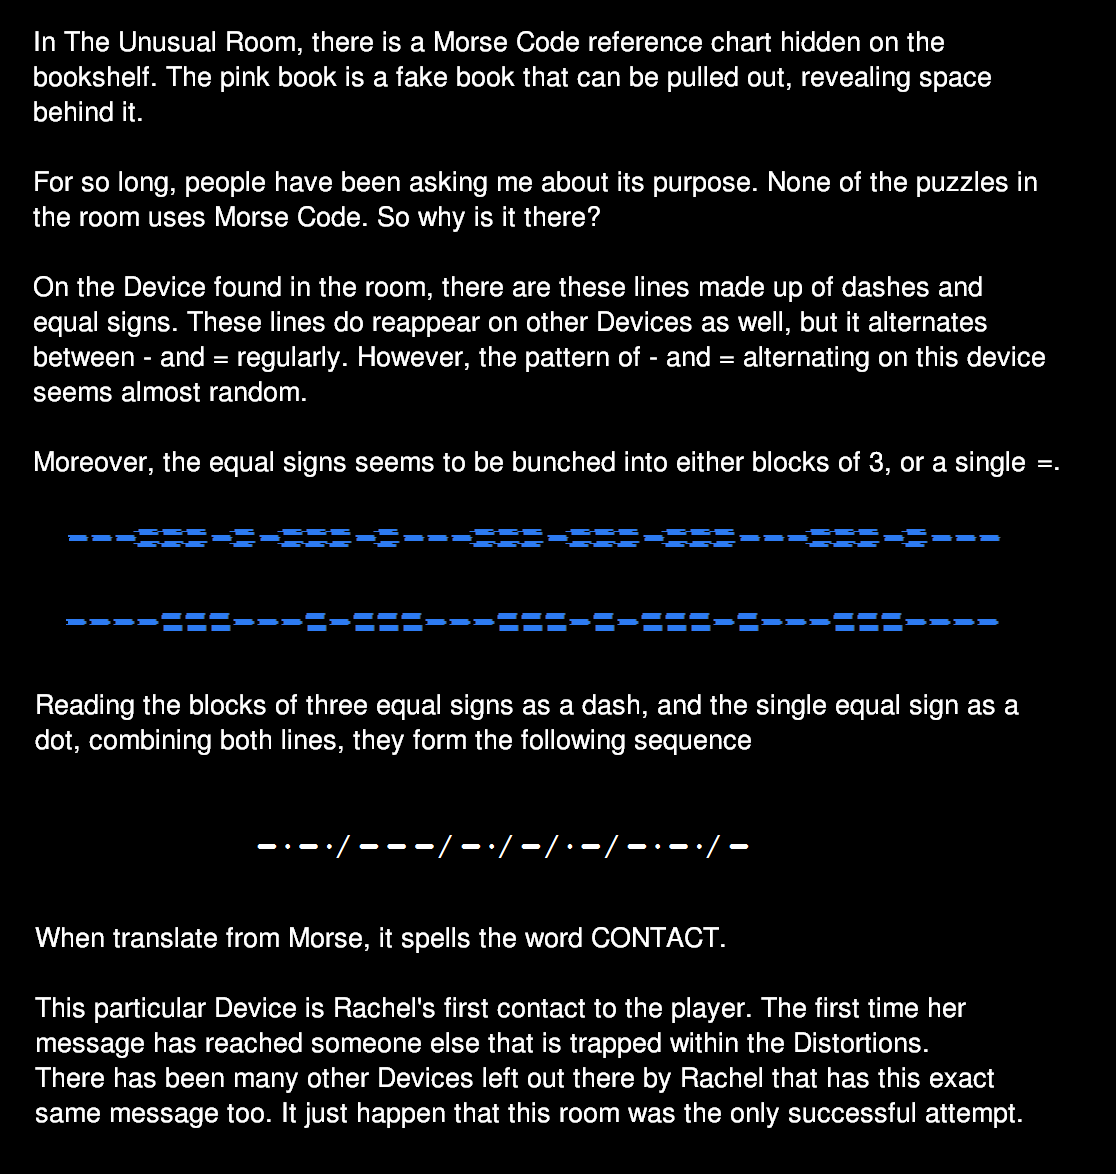 In The Unusual Room, there is a Morse Code reference chart hidden on the
bookshelf. The pink book is a fake book that can be pulled out, revealing space
behind it.
For so long, people have been asking me about its purpose. None of the puzzles in
the room uses Morse Code. So why is it there?
On the Device found in the room, there are these lines made up of dashes and
equal signs. These lines do reappear on other Devices as well, but it alternates
between - and = regularly. However, the pattern of - and = alternating on this device
seems almost random.
Moreover, the equal signs seems to be bunched into either blocks of 3, or a single =.
---===-=-===-=---===-===-===---===-=---
----===---=-===---===-=-===-=---===----
Reading the blocks of three equal signs as a dash, and the single equal sign as a
dot, combining both lines, they form the following sequence
–·–·/–––/–·/–/·–/–·–·/–
When translate from Morse, it spells the word CONTACT.
This particular Device is Rachel's first contact to the player. The first time her
message has reached someone else that is trapped within the Distortions.
There has been many other Devices left out there by Rachel that has this exact
same message too. It just happen that this room was the only successful attempt.